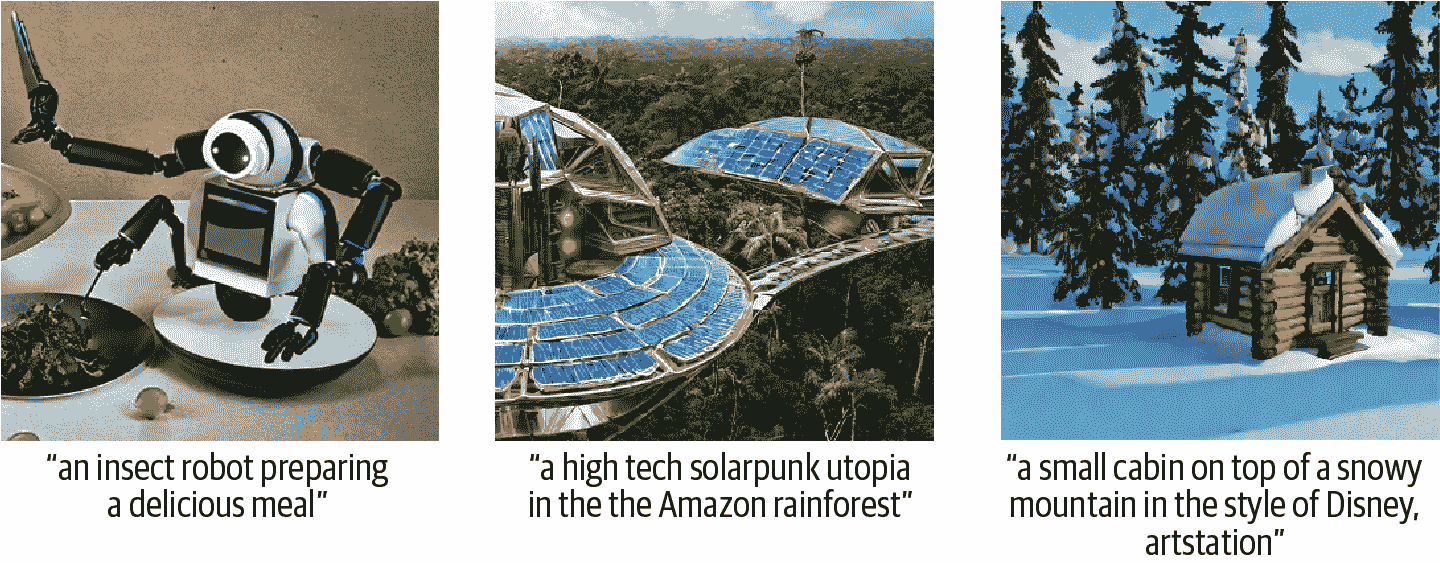 “an insect robot preparing
a delicious meal”
“a high tech solarpunk utopia
in the the Amazon rainforest”
“a small cabin on top of a snowy
mountain in the style of Disney,
artstation”